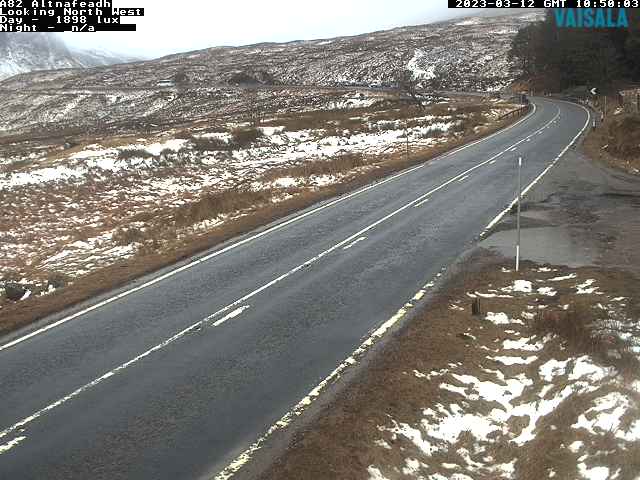 A82 Altnafeadh
Looking North West
Day - 1898 lux
Night - n/a
2023-03-12 GMT 10:50:03
VAISALA